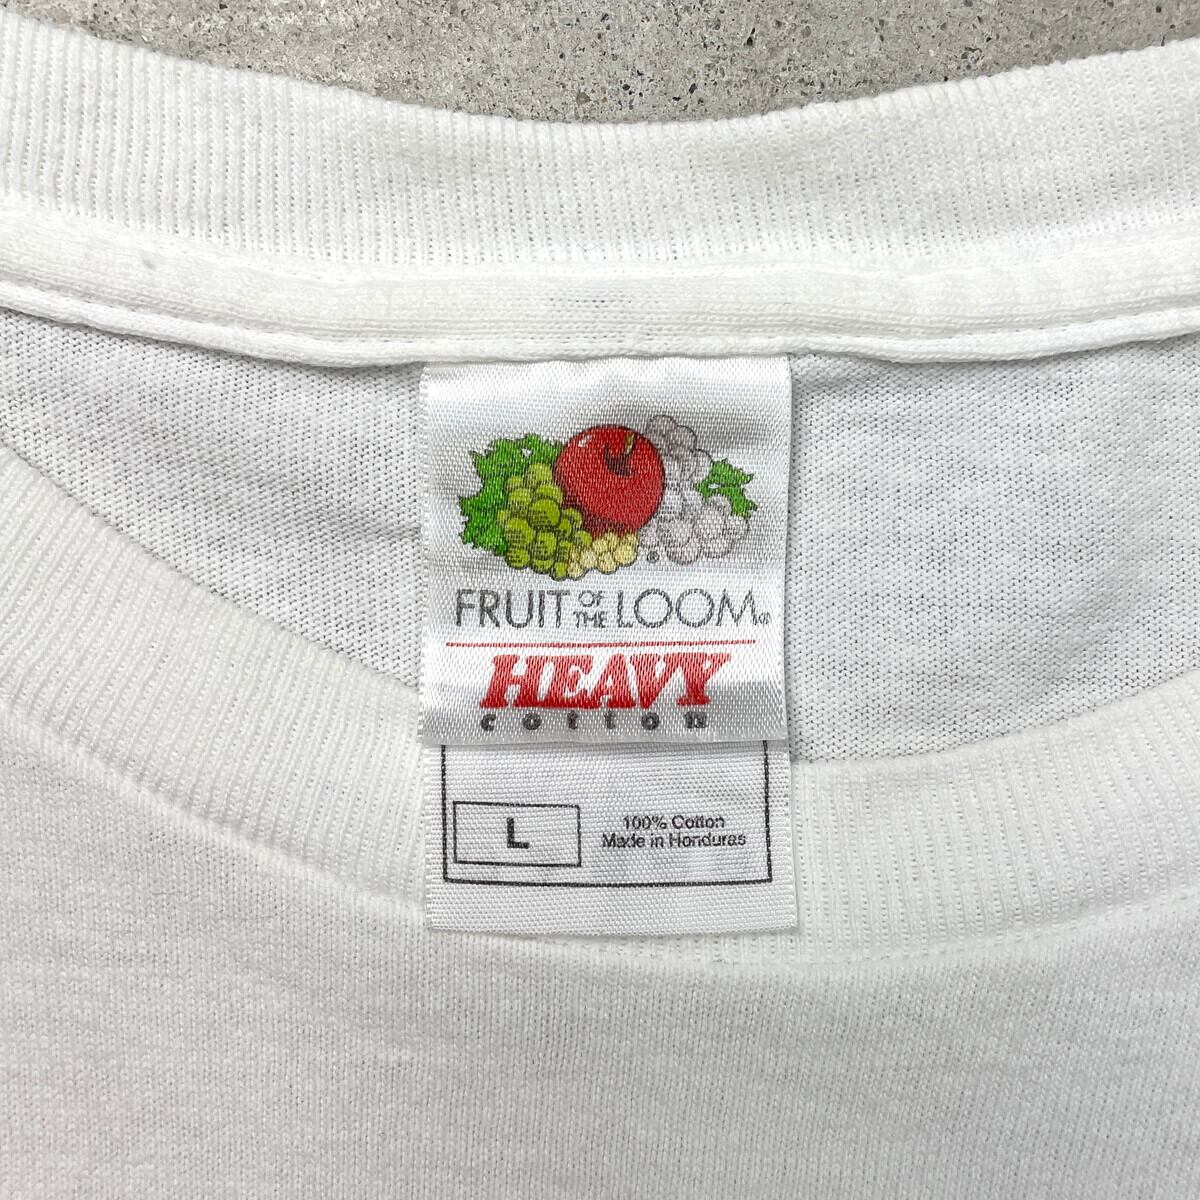 ®
FRUIT OF THE LOOM®
HEAVY
cotton
L
100% Cotton
Made in Honduras